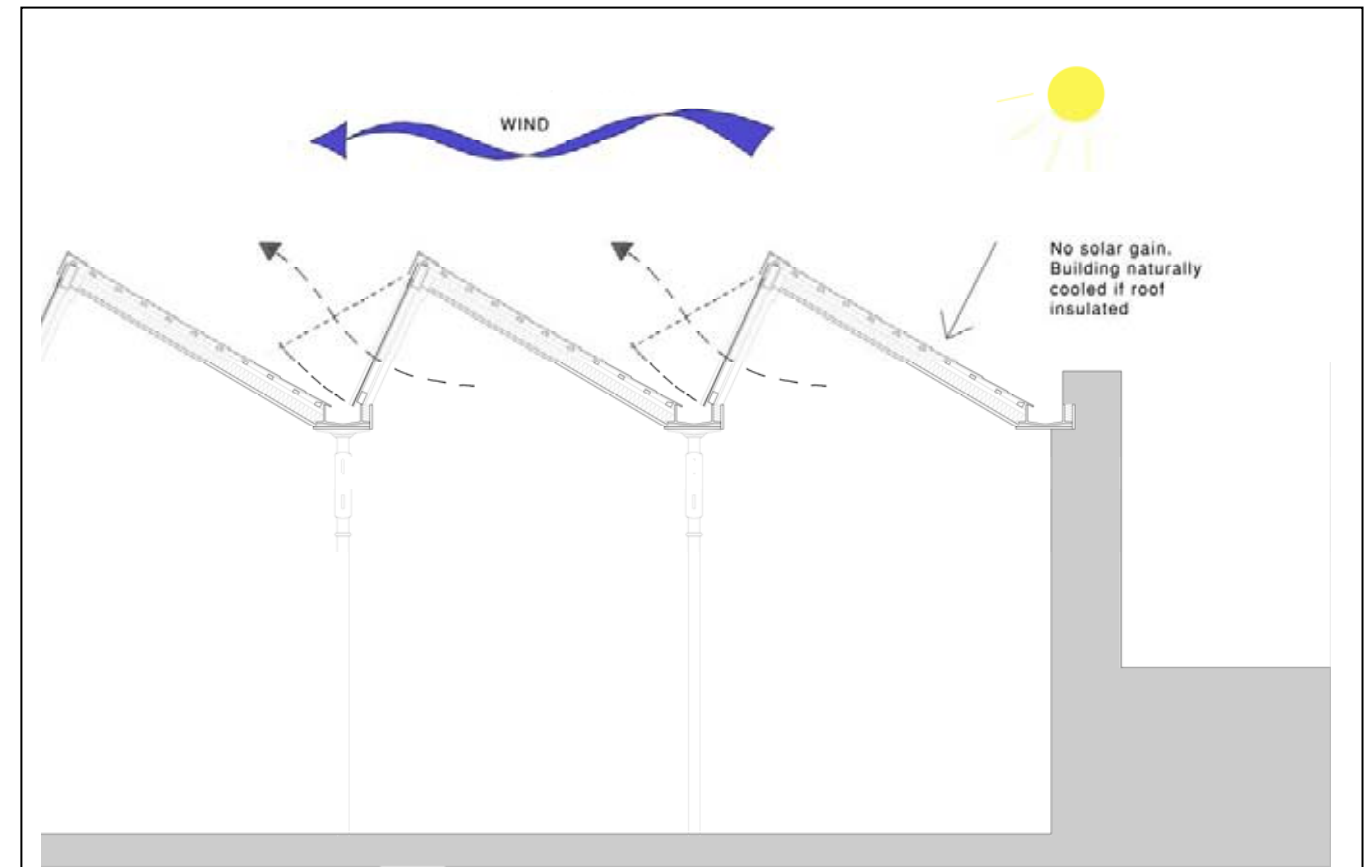 WIND
No solar gain.
Building naturally
cooled if roof
insulated